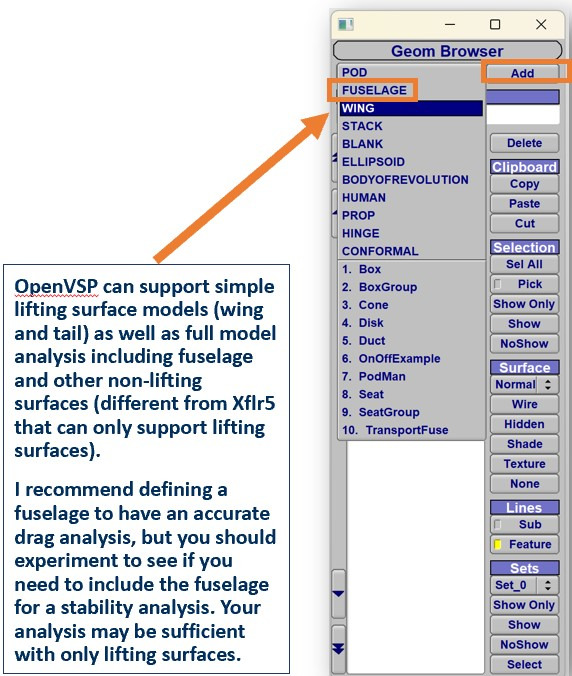 Geom Browser
POD
FUSELAGE
WING
STACK
BLANK
ELLIPSOID
BODYOFREVOLUTION
HUMAN
PROP
HINGE
CONFORMAL
1. Box
2. BoxGroup
3. Cone
4. Disk
5. Duct
6. OnOffExample
7. PodMan
8. Seat
9. SeatGroup
10. TransportFuse
Add
Delete
Clipboard
Copy
Paste
Cut
Selection
Sel All
Pick
Show Only
Show
NoShow
Surface
Normal
Wire
Hidden
Shade
Texture
None
Lines
Sub
Feature
Sets
Set_0
Show Only
Show
NoShow
Select
OpenVSP can support simple
lifting surface models (wing
and tail) as well as full model
analysis including fuselage
and other non-lifting
surfaces (different from Xflr5
that can only support lifting
surfaces).
I recommend defining a
fuselage to have an accurate
drag analysis, but you should
experiment to see if you
need to include the fuselage
for a stability analysis. Your
analysis may be sufficient
with only lifting surfaces.